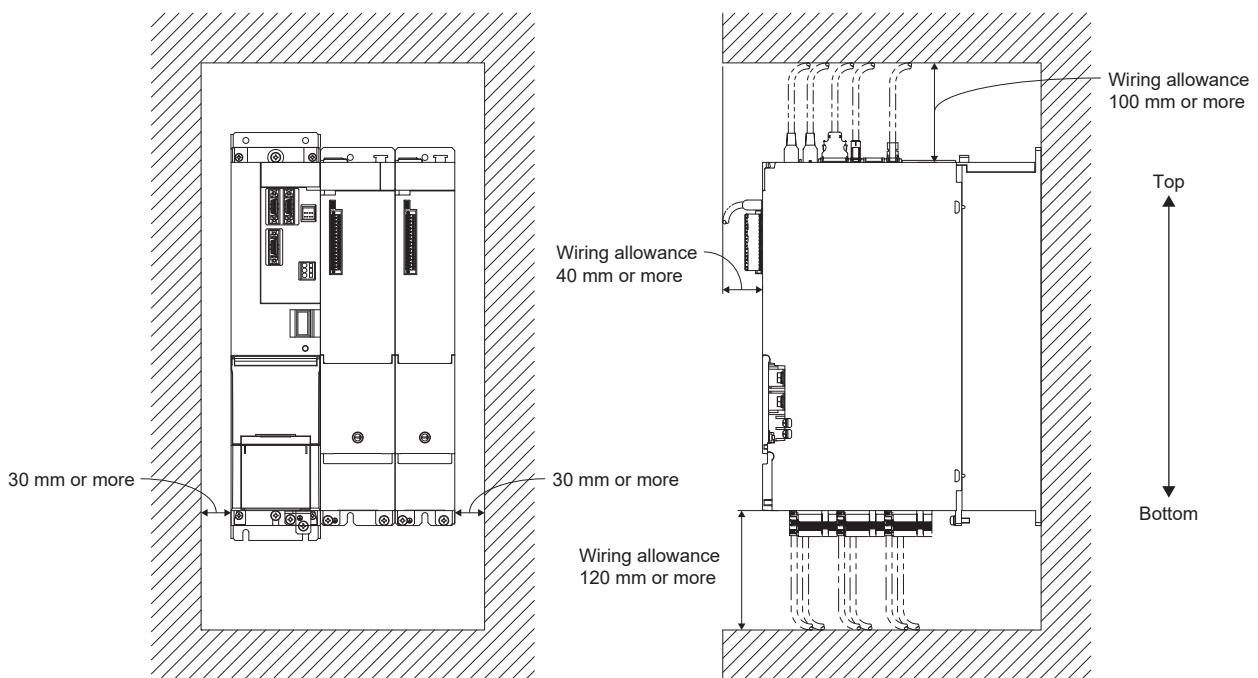 Wiring allowance
100 mm or more
Top
Wiring allowance
40 mm or more
30 mm or more
30 mm or more
Bottom
Wiring allowance
120 mm or more